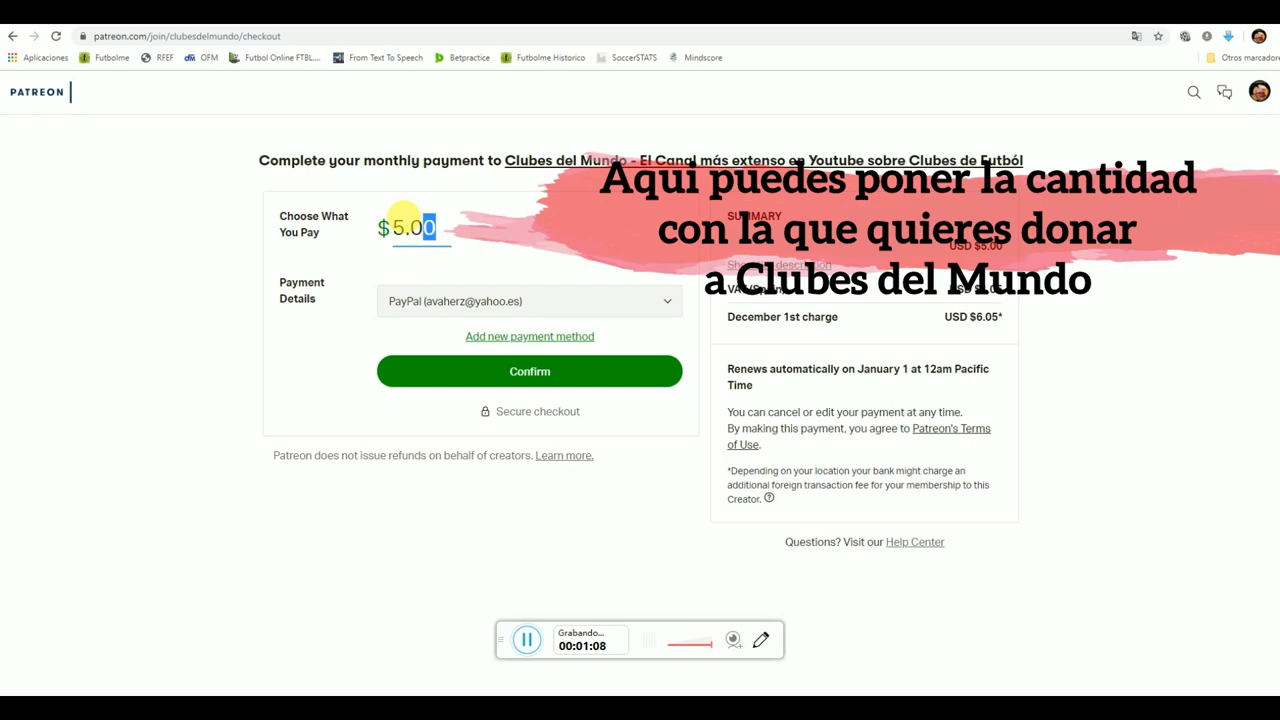 patreon.com/join/clubesdelmundo/checkout
Aplicaciones
Futbolme
RFEF
OFM
Futbol Online FTBL...
From Text To Speech
Betpractice
Futbolme Historico
SoccerSTATS
Mindscore
Otros marcador
PATREON
Complete your monthly payment to Clubes del Mundo - El Canal más extenso en Youtube sobre Clubes de Futból
Aqui puedes poner la cantidad
con la que quieres donar
a Clubes del Mundo
Choose What
You Pay
$5.00
Payment
Details
PayPal (avaherz@yahoo.es)
Add new payment method
Confirm
Secure checkout
Patreon does not issue refunds on behalf of creators. Learn more.
SUMMARY
USD $5.00
December 1st charge
USD $6.05*
Renews automatically on January 1 at 12am Pacific
Time
You can cancel or edit your payment at any time.
By making this payment, you agree to Patreon's Terms
of Use.
*Depending on your location your bank might charge an
additional foreign transaction fee for your membership to this
Creator.
Questions? Visit our Help Center
Grabando...
00:01:08